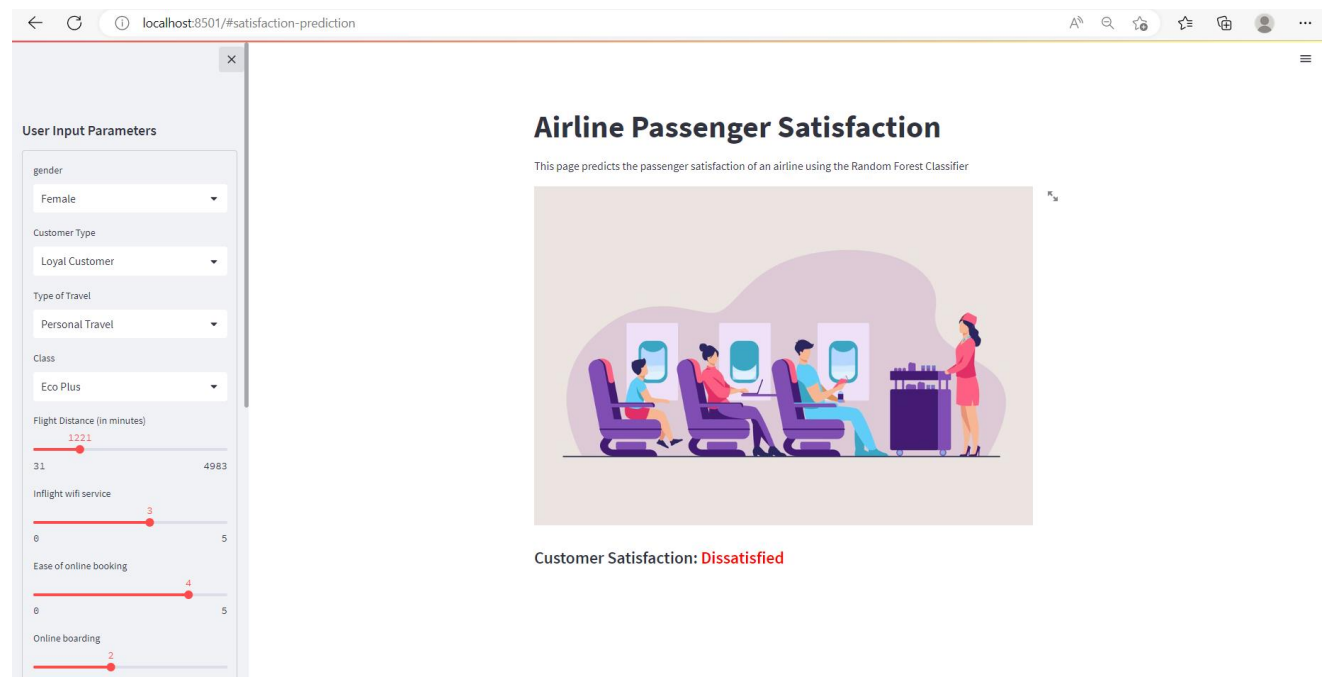 localhost:8501/#satisfaction-prediction
User Input Parameters
gender
Female
Customer Type
Loyal Customer
Type of Travel
Personal Travel
Class
Eco Plus
Flight Distance (in minutes)
1221
31 4983
Inflight wifi service
3
0 5
Ease of online booking
4
0 5
Online boarding
2
Airline Passenger Satisfaction
This page predicts the passenger satisfaction of an airline using the Random Forest Classifier
Customer Satisfaction: Dissatisfied